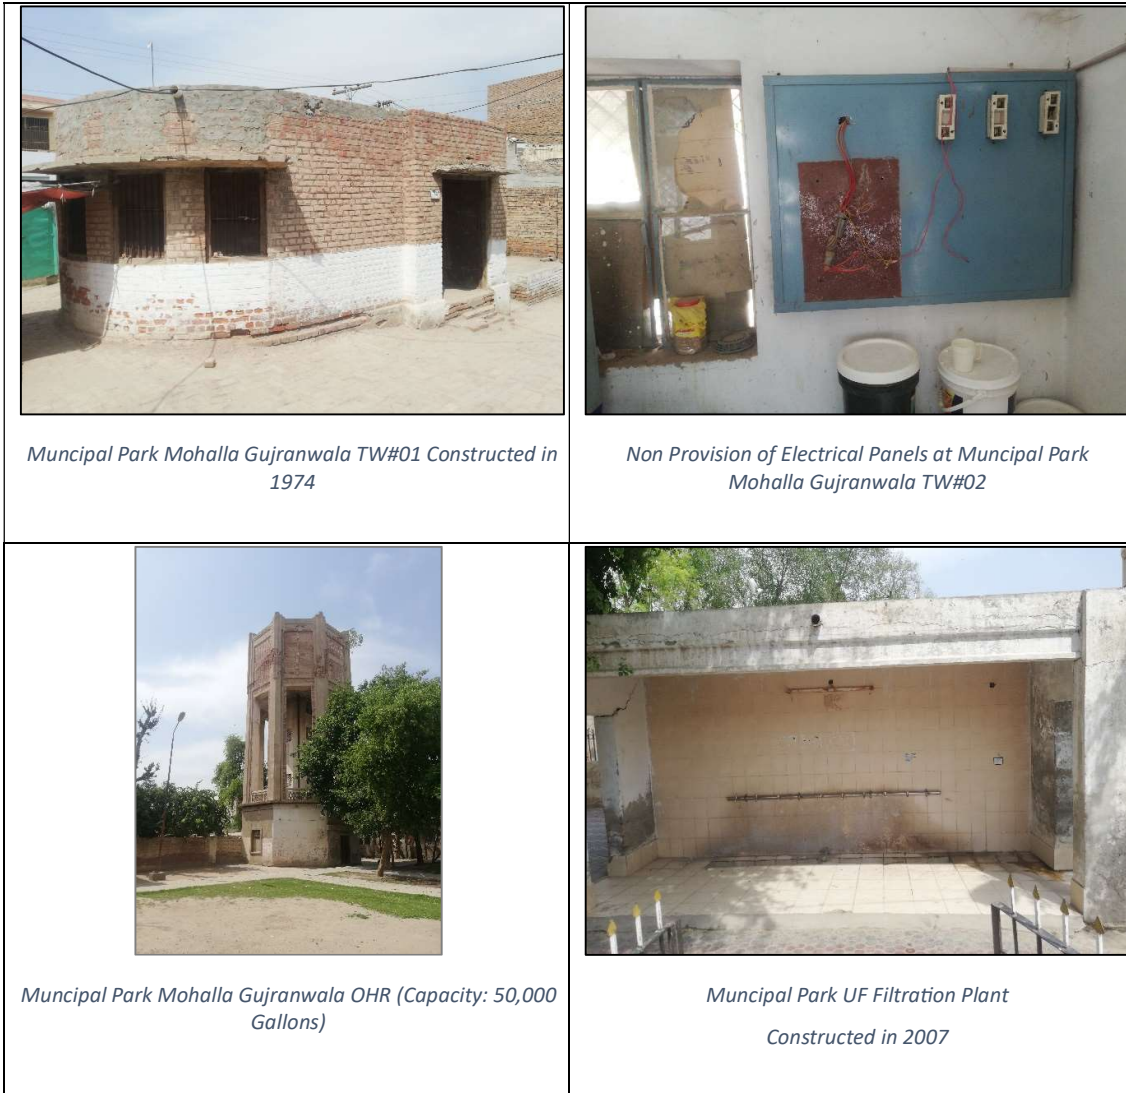 Muncipal Park Mohalla Gujranwala TW#01 Constructed in
1974
Non Provision of Electrical Panels at Muncipal Park
Mohalla Gujranwala TW#02
Muncipal Park Mohalla Gujranwala OHR (Capacity: 50,000
Gallons)
Muncipal Park UF Filtration Plant
Constructed in 2007